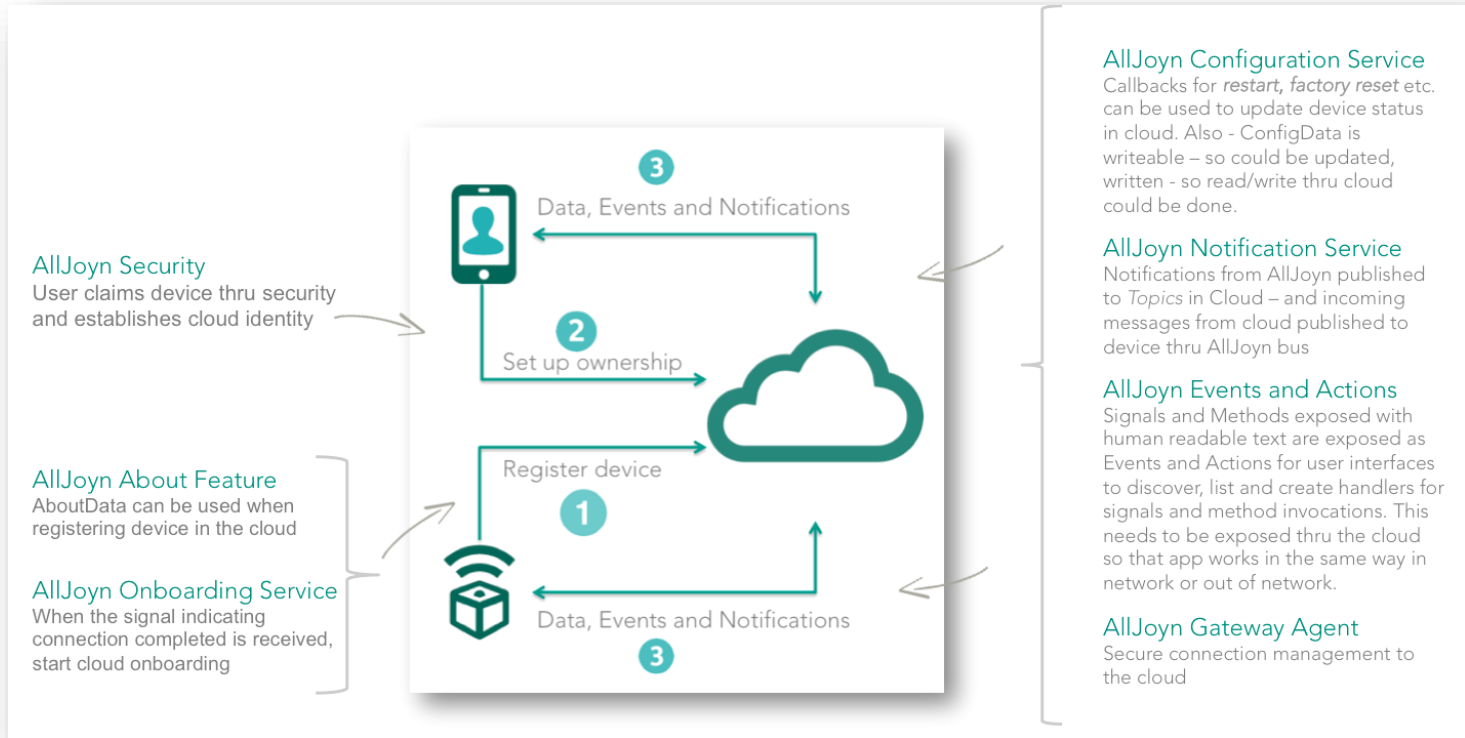 AllJoyn Security
User claims device thru security
and establishes cloud identity
AllJoyn About Feature
AboutData can be used when
registering device in the cloud
AllJoyn Onboarding Service
When the signal indicating
connection completed is received,
start cloud onboarding
3
Data, Events and Notifications
2
Set up ownership
Register device
1
Data, Events and Notifications
3
AllJoyn Configuration Service
Callbacks for restart, factory reset etc.
can be used to update device status
in cloud. Also - ConfigData is
writeable – so could be updated,
written - so read/write thru cloud
could be done.
AllJoyn Notification Service
Notifications from AllJoyn published
to Topics in Cloud – and incoming
messages from cloud published to
device thru AllJoyn bus
AllJoyn Events and Actions
Signals and Methods exposed with
human readable text are exposed as
Events and Actions for user interfaces
to discover, list and create handlers for
signals and method invocations. This
needs to be exposed thru the cloud
so that app works in the same way in
network or out of network.
AllJoyn Gateway Agent
Secure connection management to
the cloud